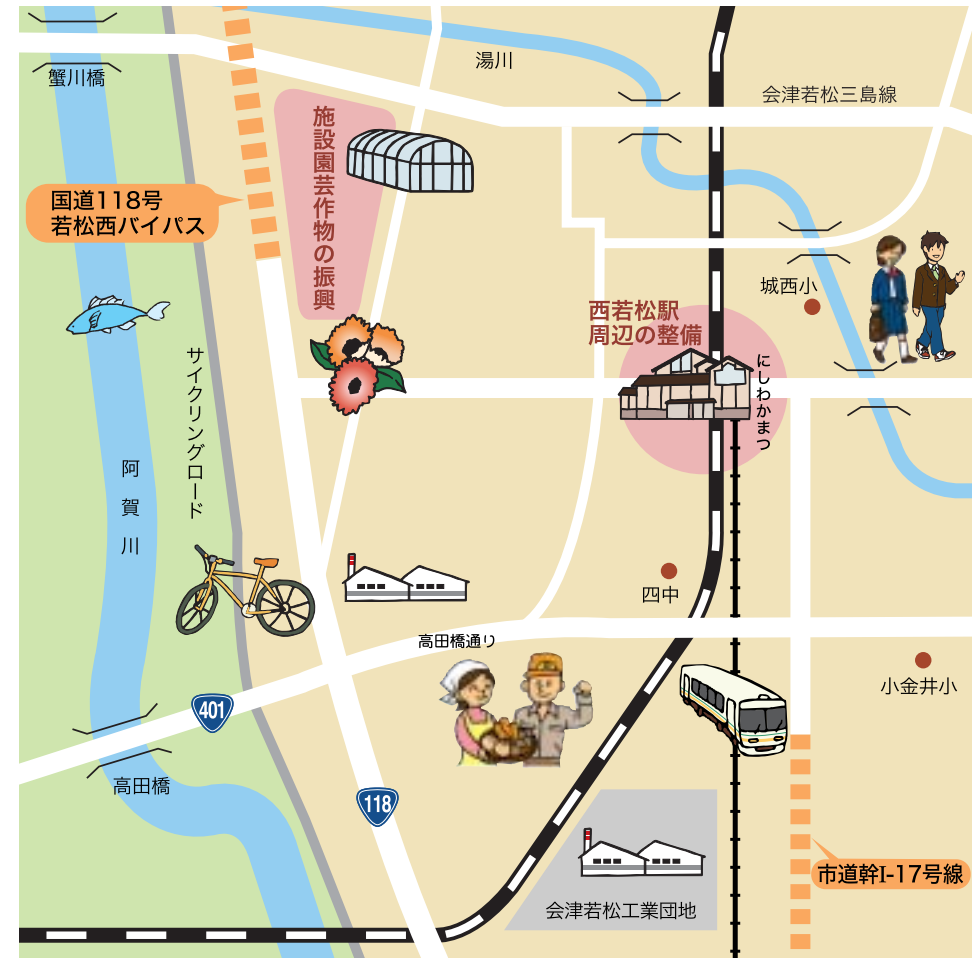 湯川
蟹川橋
会津若松三島線
施設園芸作物の振興
国道118号
若松西バイパス
城西小
西若松駅
周辺の整備
にしわかまつ
サイクリングロード
阿賀川
四中
高田橋通り
小金井小
401
高田橋
118
市道幹I-17号線
会津若松工業団地